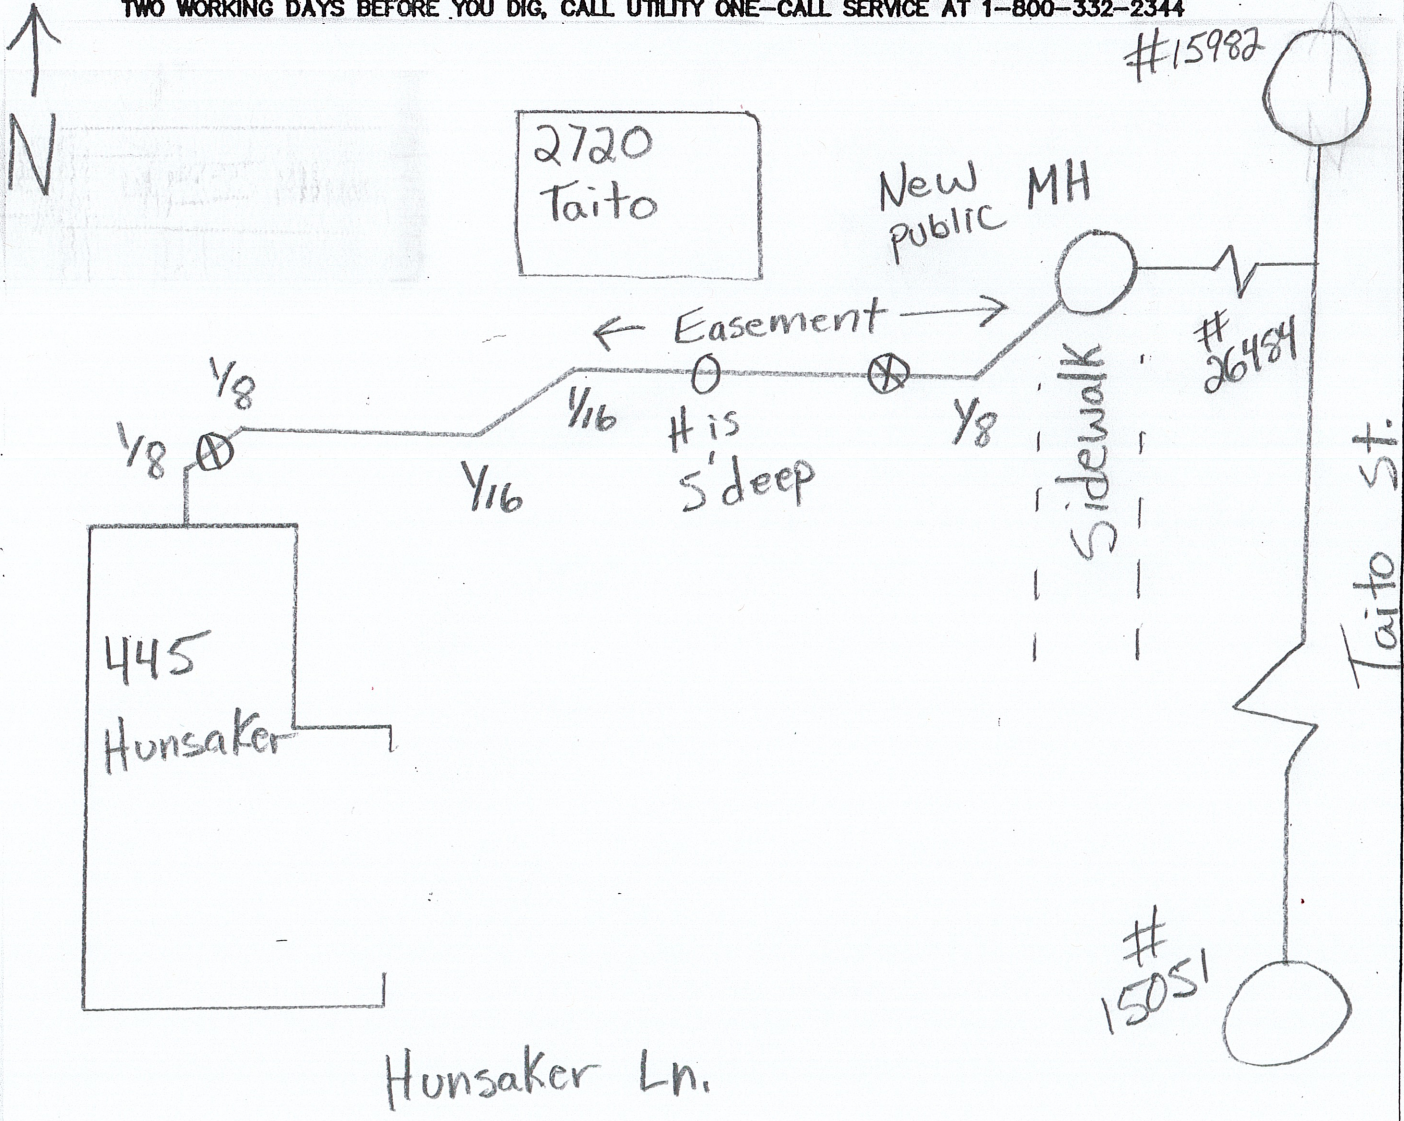 TWO WORKING DAYS BEFORE YOU DIG, CALL UTILITY ONE-CALL SERVICE AT 1-800-332-2344
#15982
N
2720
Taito
New MH
public
← Easement →
#
26484
1/8
1/8
1/16
1/16
H is
5' deep
1/8
Sidewalk
Taito St.
445
Hunsaker
#
15051
Hunsaker Ln.